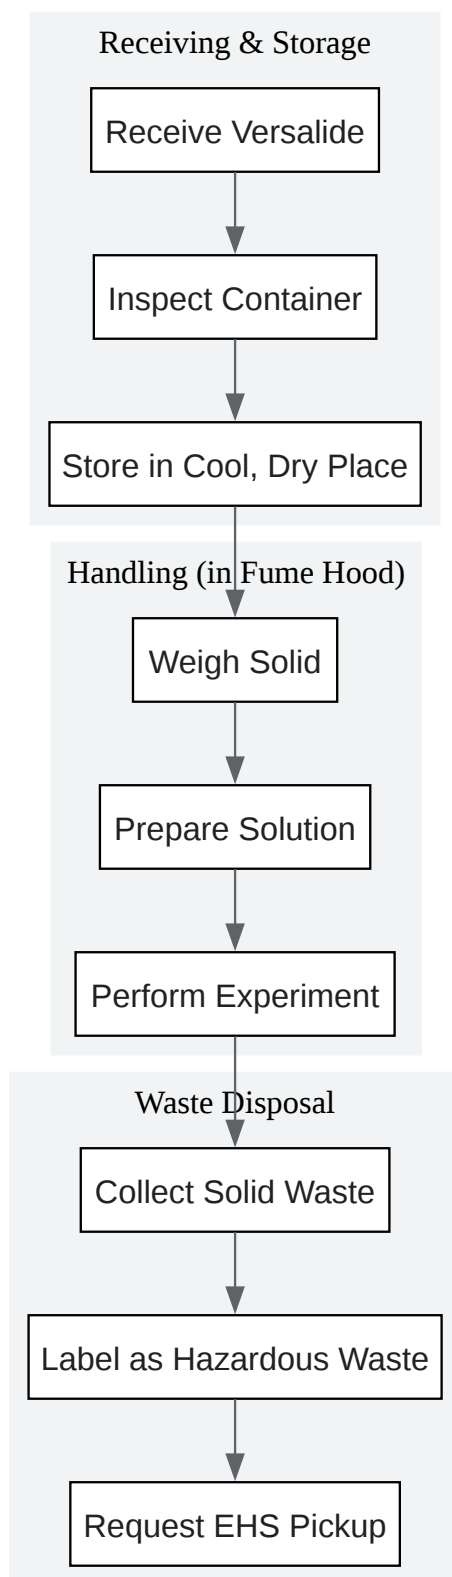 Receiving & Storage
Receive Versalide
Inspect Container
Store in Cool, Dry Place
Handling (in Fume Hood)
Weigh Solid
Prepare Solution
Perform Experiment
Waste Disposal
Collect Solid Waste
Label as Hazardous Waste
Request EHS Pickup